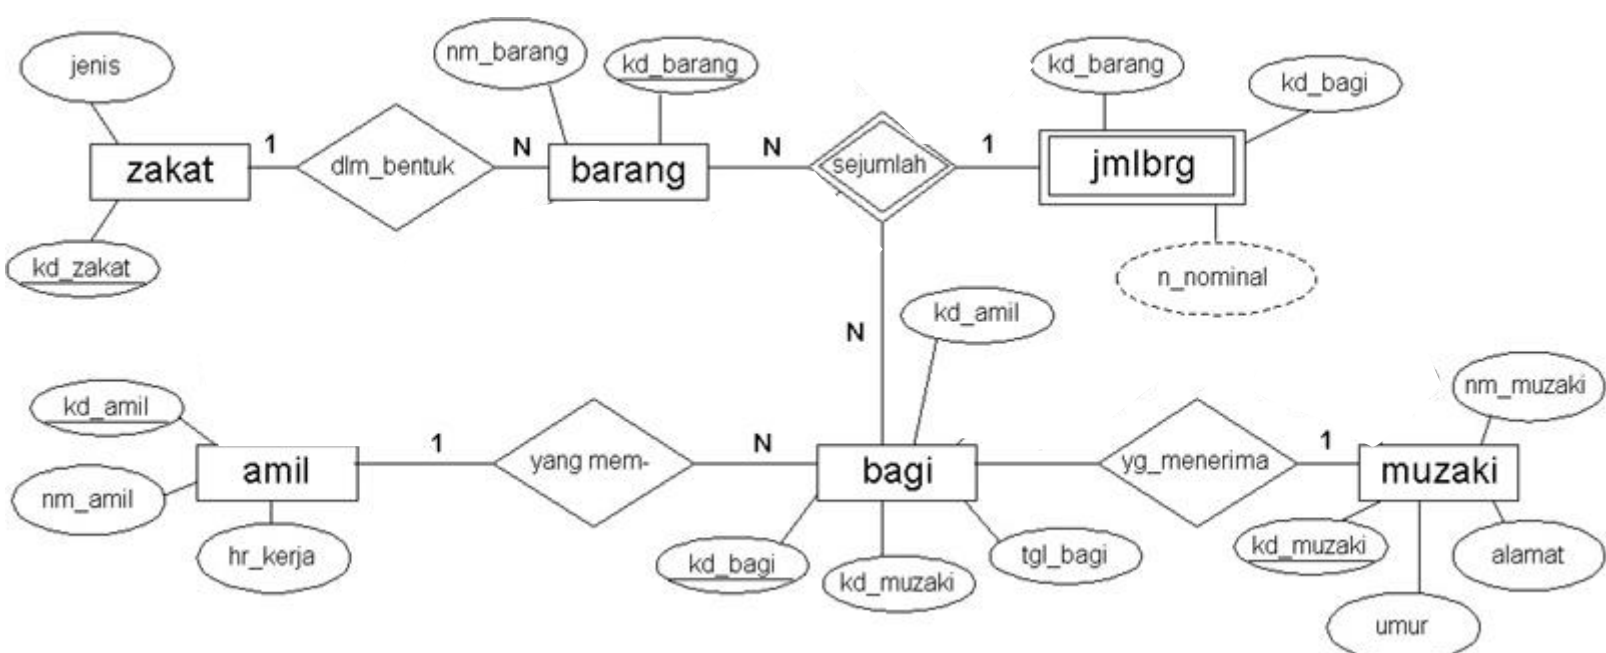 jenis
nm_barang
kd_barang
kd_barang
kd_bagi
zakat
1
dlm_bentuk
N
barang
N
sejumlah
1
jmlbrg
kd_zakat
n_nominal
kd_amil
N
kd_amil
nm_muzaki
amil
1
yang mem-
N
bagi
yg_menerima
1
muzaki
nm_amil
hr_kerja
kd_bagi
kd_muzaki
tgl_bagi
kd_muzaki
alamat
umur